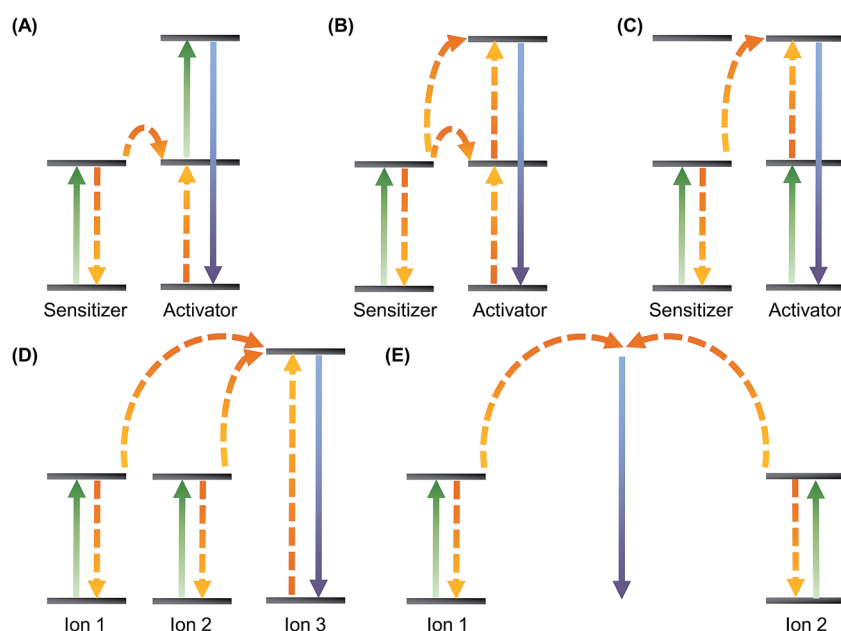 (A) (B) (C)
Sensitizer Activator Sensitizer Activator Sensitizer Activator
(D) (E)
Ion 1 Ion 2 Ion 3 Ion 1 Ion 2